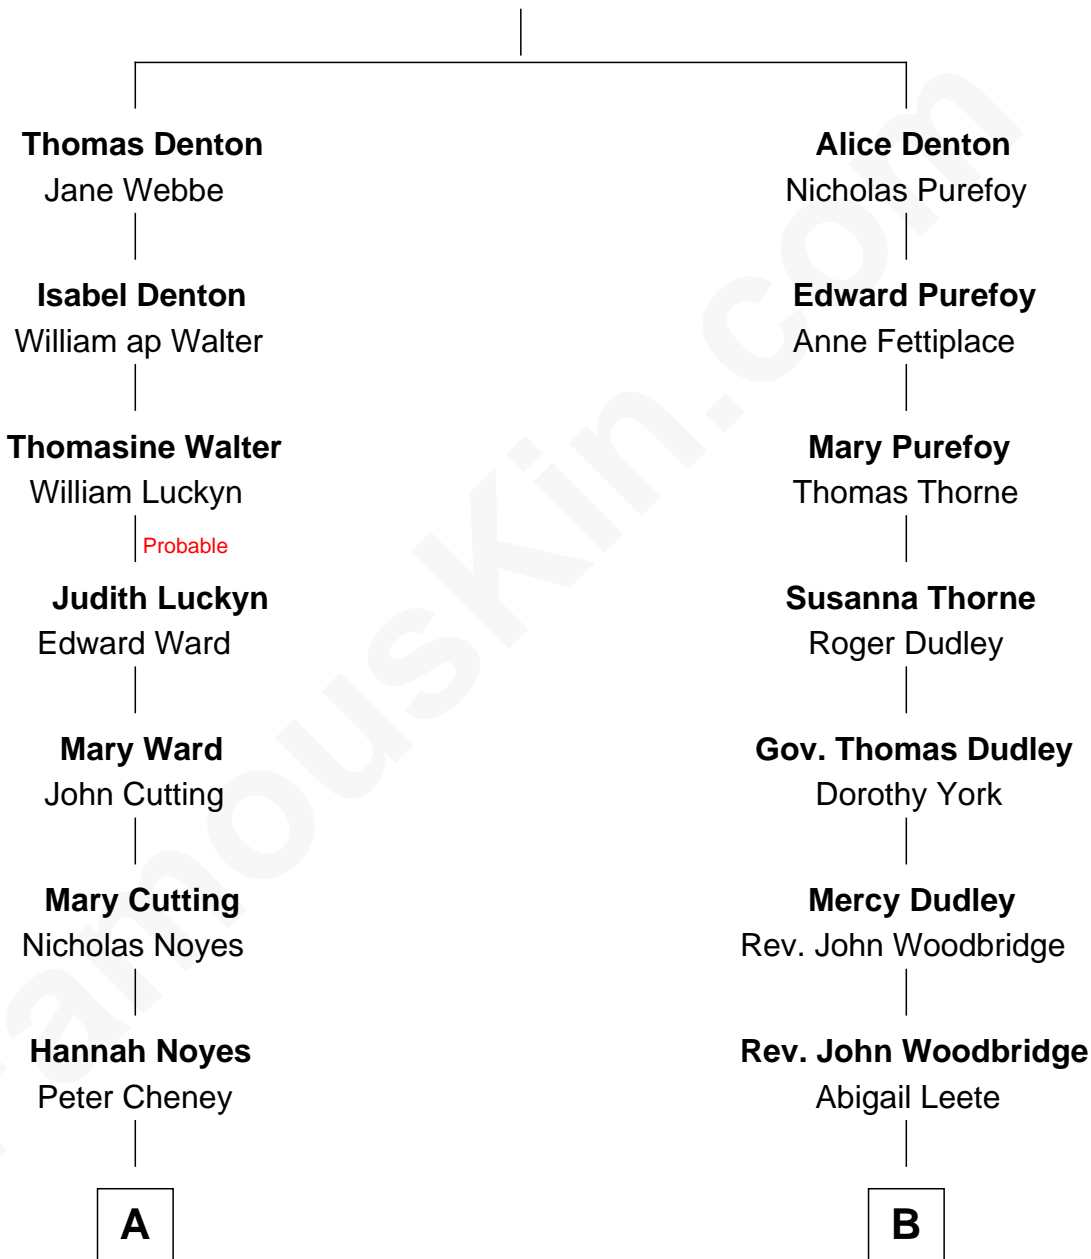 Thomas Denton
Jane Webbe
Isabel Denton
William ap Walter
Thomasine Walter
William Luckyn
Probable
Judith Luckyn
Edward Ward
Mary Ward
John Cutting
Mary Cutting
Nicholas Noyes
Hannah Noyes
Peter Cheney
A
Alice Denton
Nicholas Purefoy
Edward Purefoy
Anne Fettiplace
Mary Purefoy
Thomas Thorne
Susanna Thorne
Roger Dudley
Gov. Thomas Dudley
Dorothy York
Mercy Dudley
Rev. John Woodbridge
Rev. John Woodbridge
Abigail Leete
B
FamousKin.com